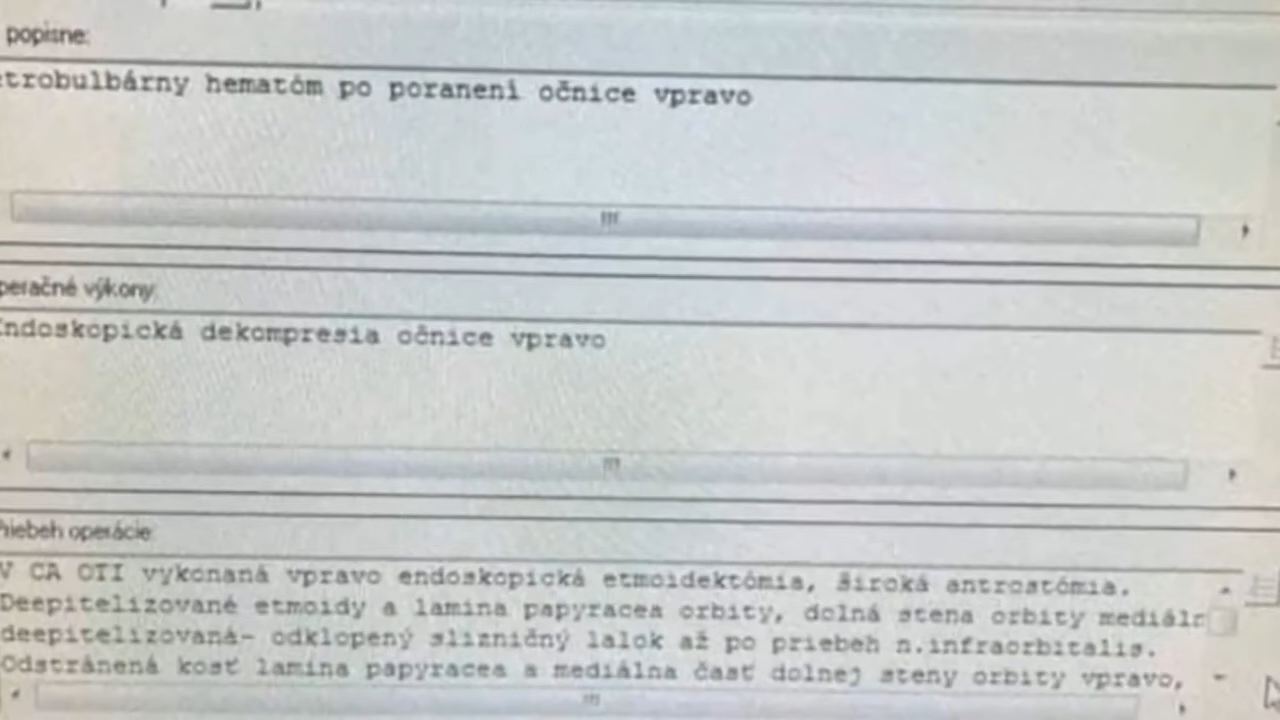 popisne:
trobulbárny hematóm po poranení očnice vpravo
peračné výkony:
Endoskopická dekompresia očnice vpravo
riebeh operácie:
V CA OTI vykonaná vpravo endoskopická etmoidektómia, široká antrostómia.
Deepitelizované etmoidy a lamina papyracea orbity, dolná stena orbity mediáln
deepitelizovaná- odklopený slizničný lalok až po priebeh n.infraorbitalis.
Odstránená kosť lamina papyracea a mediálna časť dolnej steny orbity vpravo,